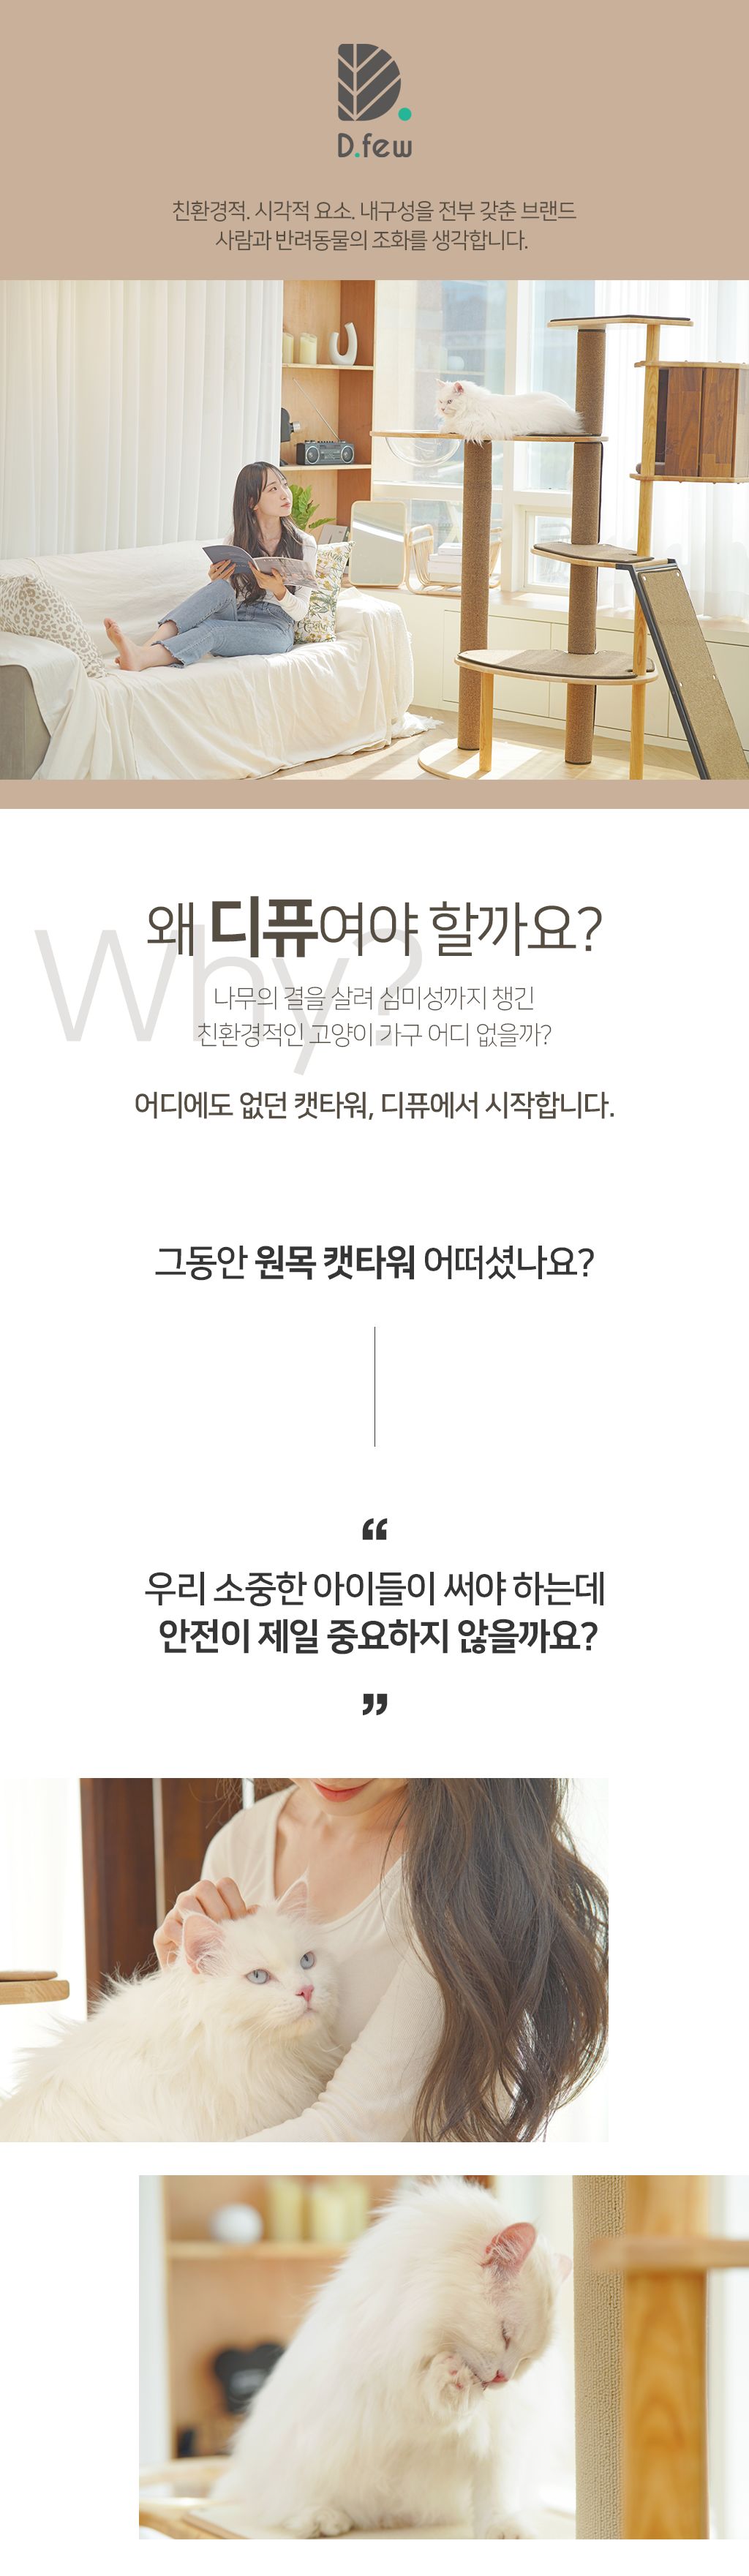 D.few
친환경적. 시각적 요소. 내구성을 전부 갖춘 브랜드
사람과 반려동물의 조화를 생각합니다.
Why?
왜 디퓨여야 할까요?
나무의 결을 살려 심미성까지 챙긴
친환경적인 고양이 가구 어디 없을까?
어디에도 없던 캣타워, 디퓨에서 시작합니다.
그동안 원목 캣타워 어떠셨나요?
“
우리 소중한 아이들이 써야 하는데
안전이 제일 중요하지 않을까요?
”